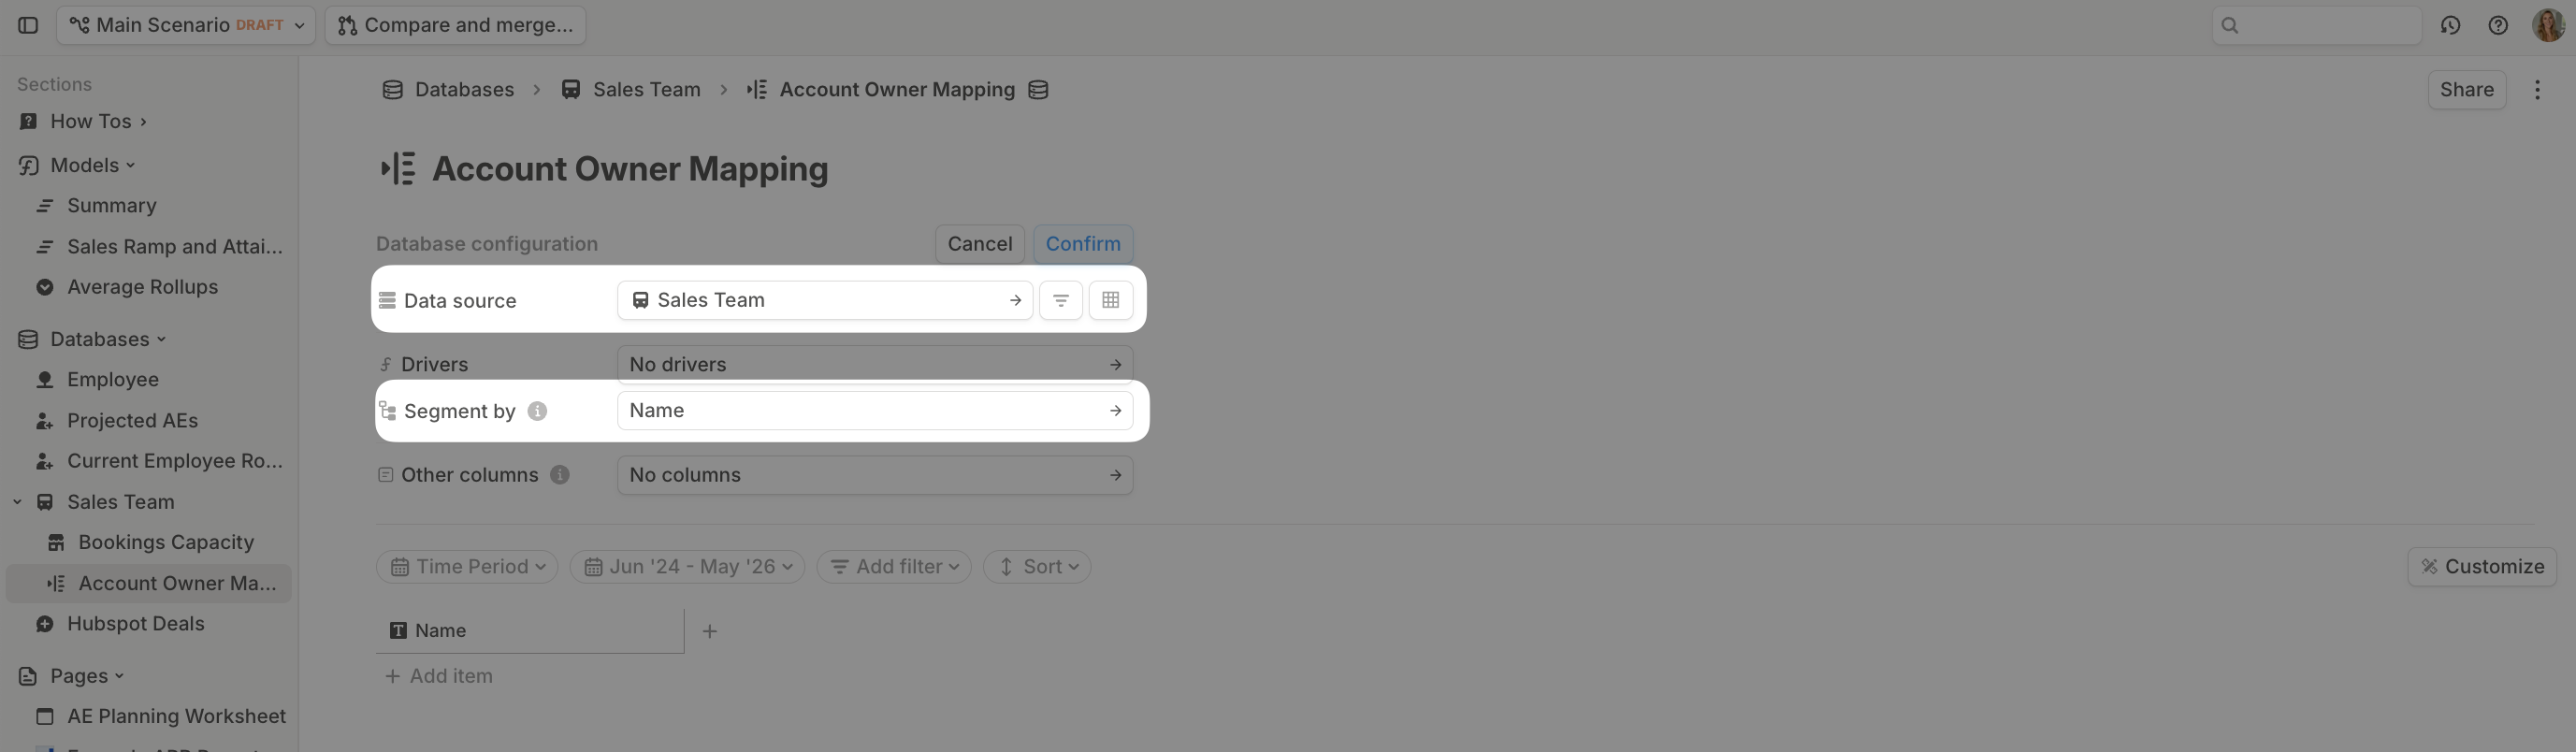 Main Scenario DRAFT
Compare and merge...
Sections
How Tos
Models
Summary
Sales Ramp and Attai...
Average Rollups
Databases
Employee
Projected AEs
Current Employee Ro...
Sales Team
Bookings Capacity
Account Owner Ma...
Hubspot Deals
Pages
AE Planning Worksheet
Databases > Sales Team > Account Owner Mapping
Share
Account Owner Mapping
Database configuration
Cancel
Confirm
Data source
Sales Team
Drivers
No drivers
Segment by
Name
Other columns
No columns
Time Period
Jun '24 - May '26
Add filter
Sort
Customize
Name
+ Add item